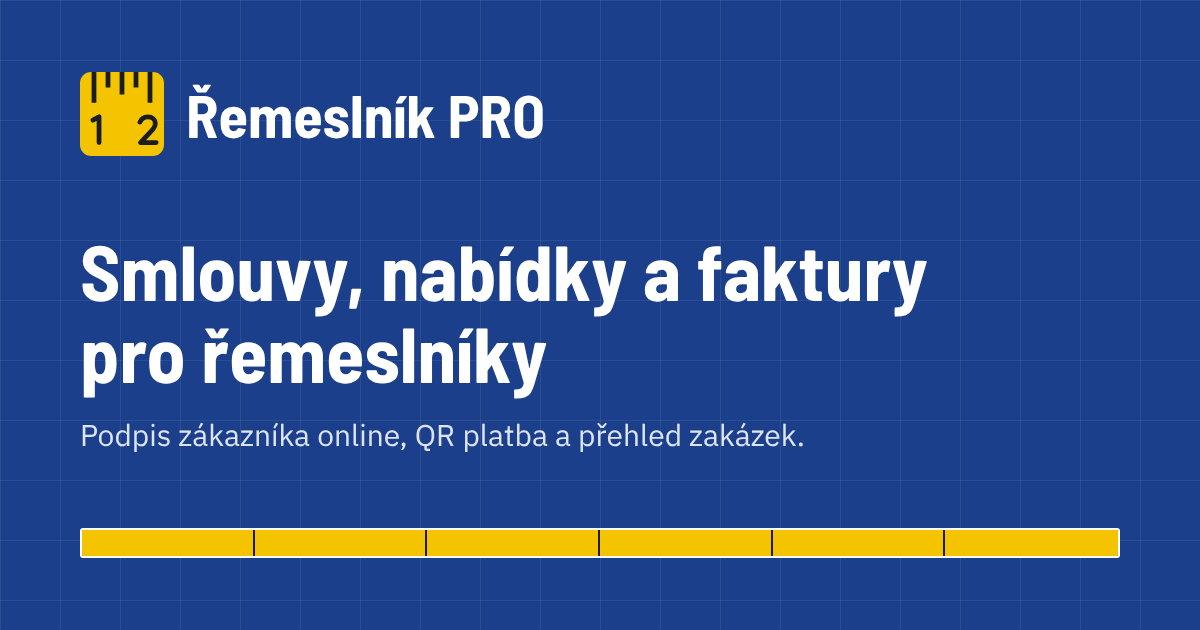 1 2
Řemeslník PRO
Smlouvy, nabídky a faktury
pro řemeslníky
Podpis zákazníka online, QR platba a přehled zakázek.